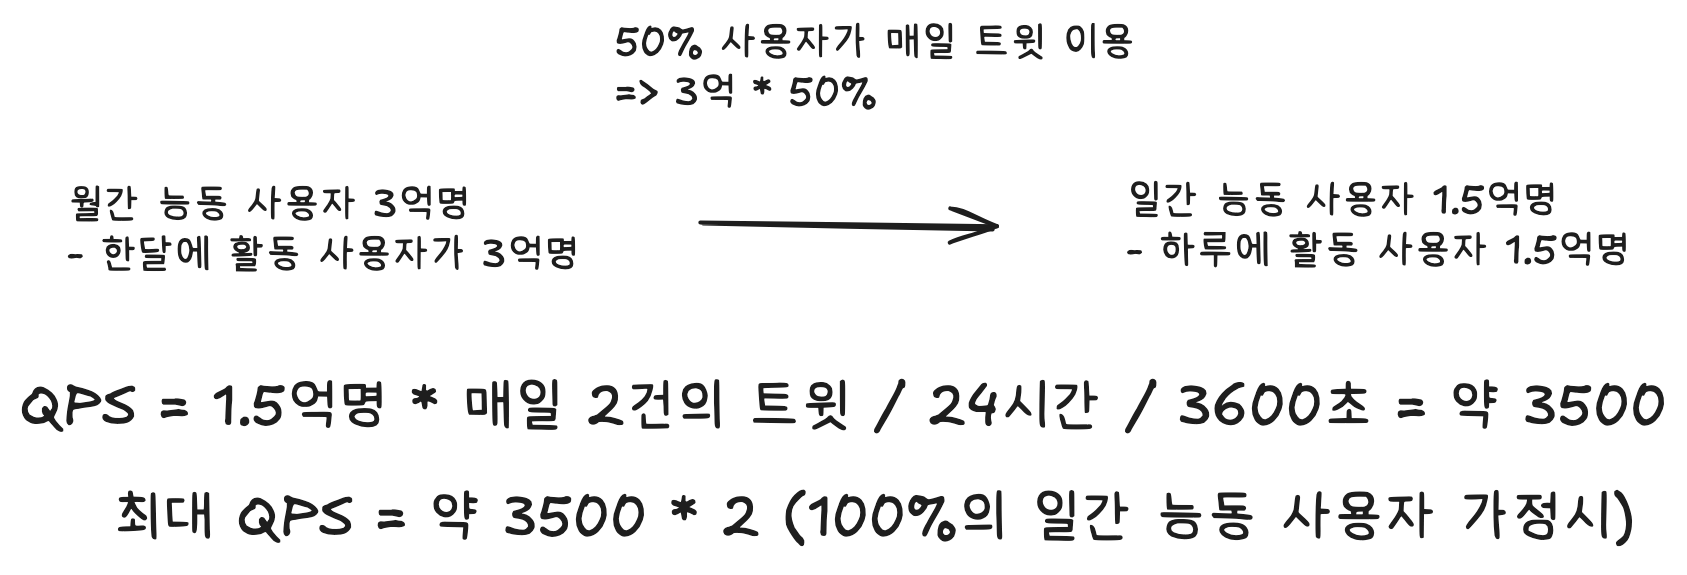 50% 사용자가 매일 트윗 이용
=> 3억 * 50%
월간 능동 사용자 3억명
- 한달에 활동 사용자가 3억명
일간 능동 사용자 1.5억명
- 하루에 활동 사용자 1.5억명
QPS = 1.5억명 * 매일 2건의 트윗 / 24시간 / 3600초 = 약 3500
최대 QPS = 약 3500 * 2 (100%의 일간 능동 사용자 가정시)